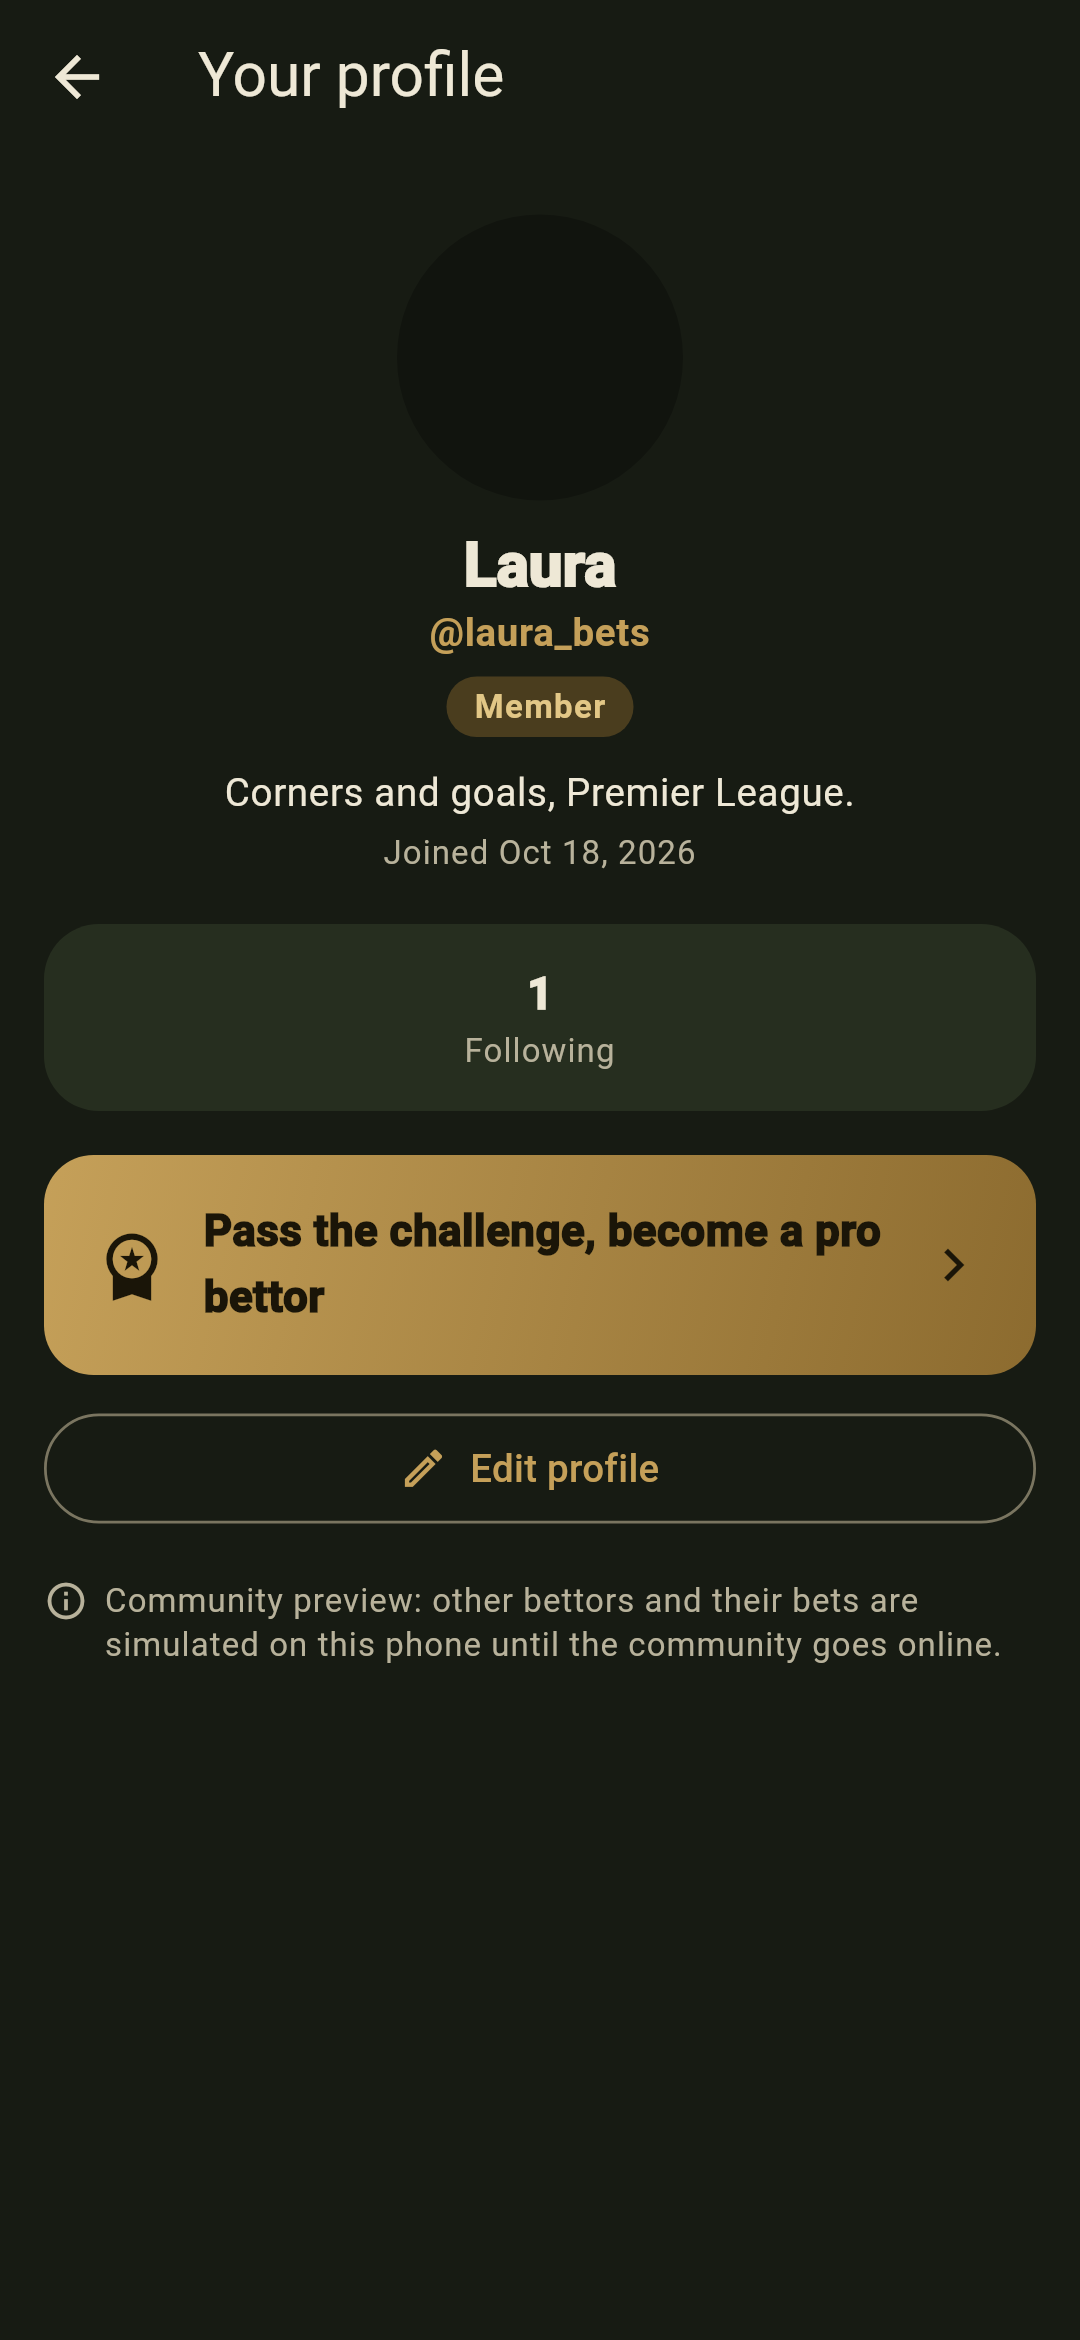 Your profile
Laura
@laura_bets
Member
Corners and goals, Premier League.
Joined Oct 18, 2026
1
Following
Pass the challenge, become a pro
bettor
Edit profile
Community preview: other bettors and their bets are
simulated on this phone until the community goes online.